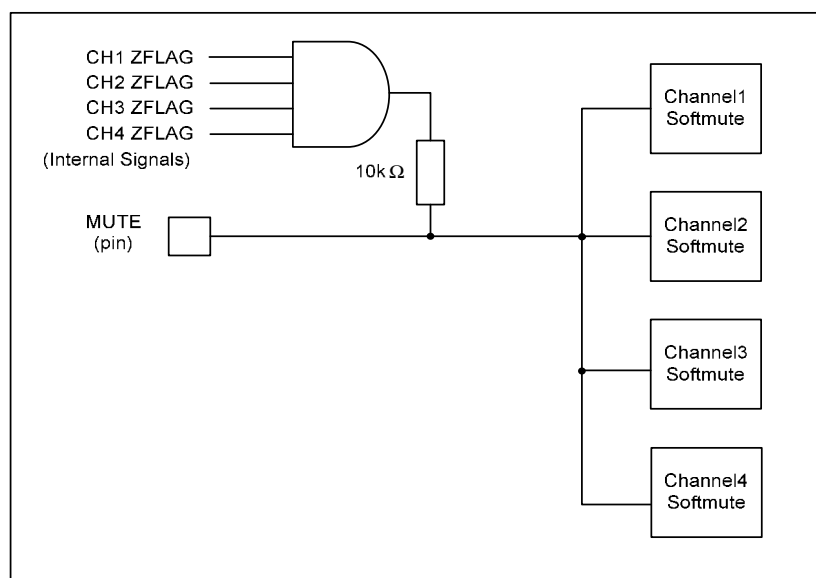 CH1 ZFLAG
CH2 ZFLAG
CH3 ZFLAG
CH4 ZFLAG
(Internal Signals)
10k Ω
MUTE
(pin)
Channel1
Softmute
Channel2
Softmute
Channel3
Softmute
Channel4
Softmute